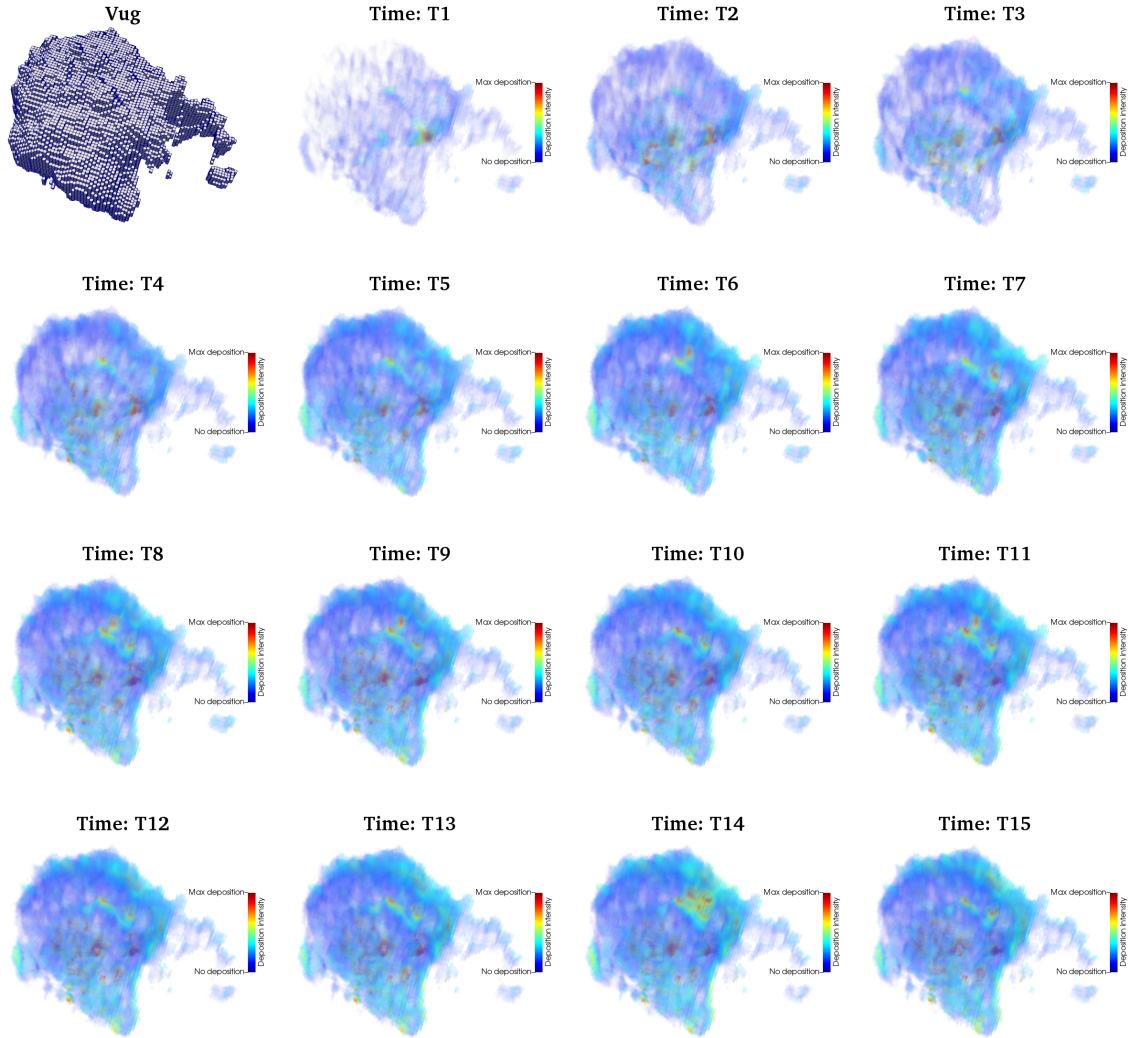 Vug
Time: T1
Max deposition
Deposition intensity
No deposition
Time: T2
Max deposition
Deposition intensity
No deposition
Time: T3
Max deposition
Deposition intensity
No deposition
Time: T4
Max deposition
Deposition intensity
No deposition
Time: T5
Max deposition
Deposition intensity
No deposition
Time: T6
Max deposition
Deposition intensity
No deposition
Time: T7
Max deposition
Deposition intensity
No deposition
Time: T8
Max deposition
Deposition intensity
No deposition
Time: T9
Max deposition
Deposition intensity
No deposition
Time: T10
Max deposition
Deposition intensity
No deposition
Time: T11
Max deposition
Deposition intensity
No deposition
Time: T12
Max deposition
Deposition intensity
No deposition
Time: T13
Max deposition
Deposition intensity
No deposition
Time: T14
Max deposition
Deposition intensity
No deposition
Time: T15
Max deposition
Deposition intensity
No deposition